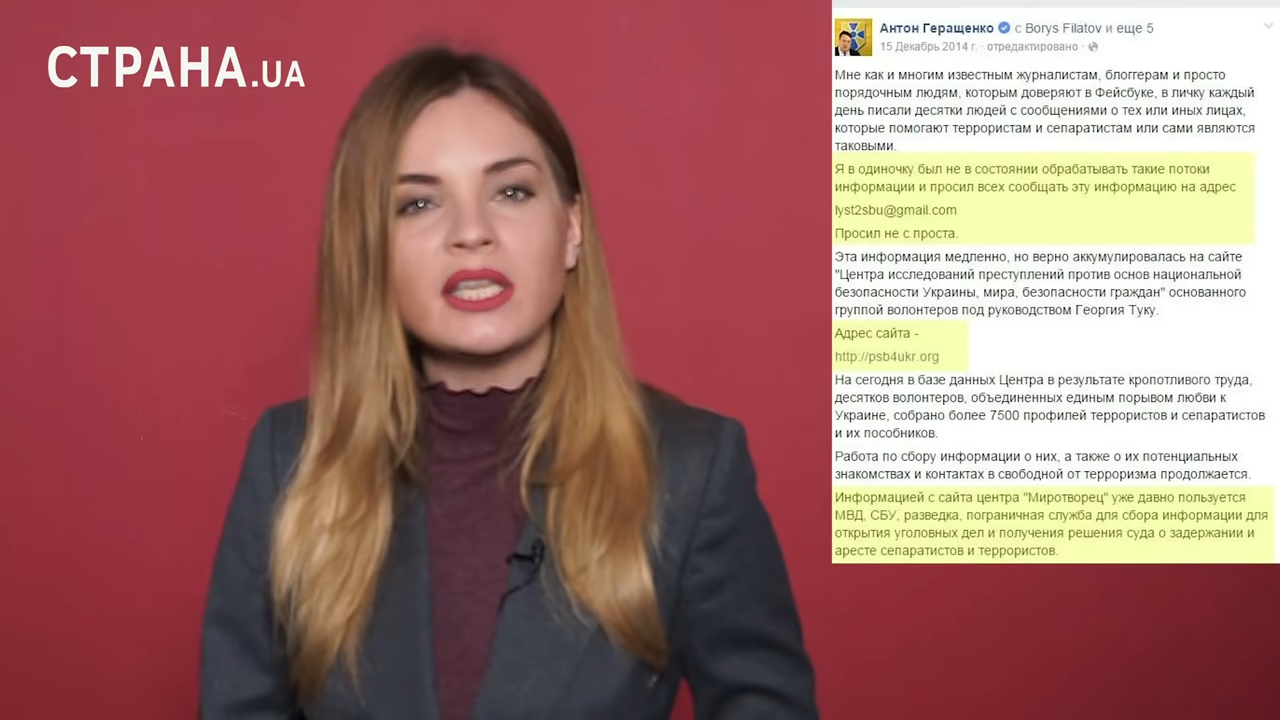 СТРАНА.UA
Антон Геращенко с Borys Filatov и еще 5
15 Декабрь 2014 г. · отредактировано ·
Мне как и многим известным журналистам, блоггерам и просто
порядочным людям, которым доверяют в Фейсбуке, в личку каждый
день писали десятки людей с сообщениями о тех или иных лицах,
которые помогают террористам и сепаратистам или сами являются
таковыми.
Я в одиночку был не в состоянии обрабатывать такие потоки
информации и просил всех сообщать эту информацию на адрес
lyst2sbu@gmail.com
Просил не с проста.
Эта информация медленно, но верно аккумулировалась на сайте
"Центра исследований преступлений против основ национальной
безопасности Украины, мира, безопасности граждан" основанного
группой волонтеров под руководством Георгия Туку.
Адрес сайта -
http://psb4ukr.org
На сегодня в базе данных Центра в результате кропотливого труда,
десятков волонтеров, объединенных единым порывом любви к
Украине, собрано более 7500 профилей террористов и сепаратистов
и их пособников.
Работа по сбору информации о них, а также о их потенциальных
знакомствах и контактах в свободной от терроризма продолжается.
Информацией с сайта центра "Миротворец" уже давно пользуется
МВД, СБУ, разведка, пограничная служба для сбора информации для
открытия уголовных дел и получения решения суда о задержании и
аресте сепаратистов и террористов.